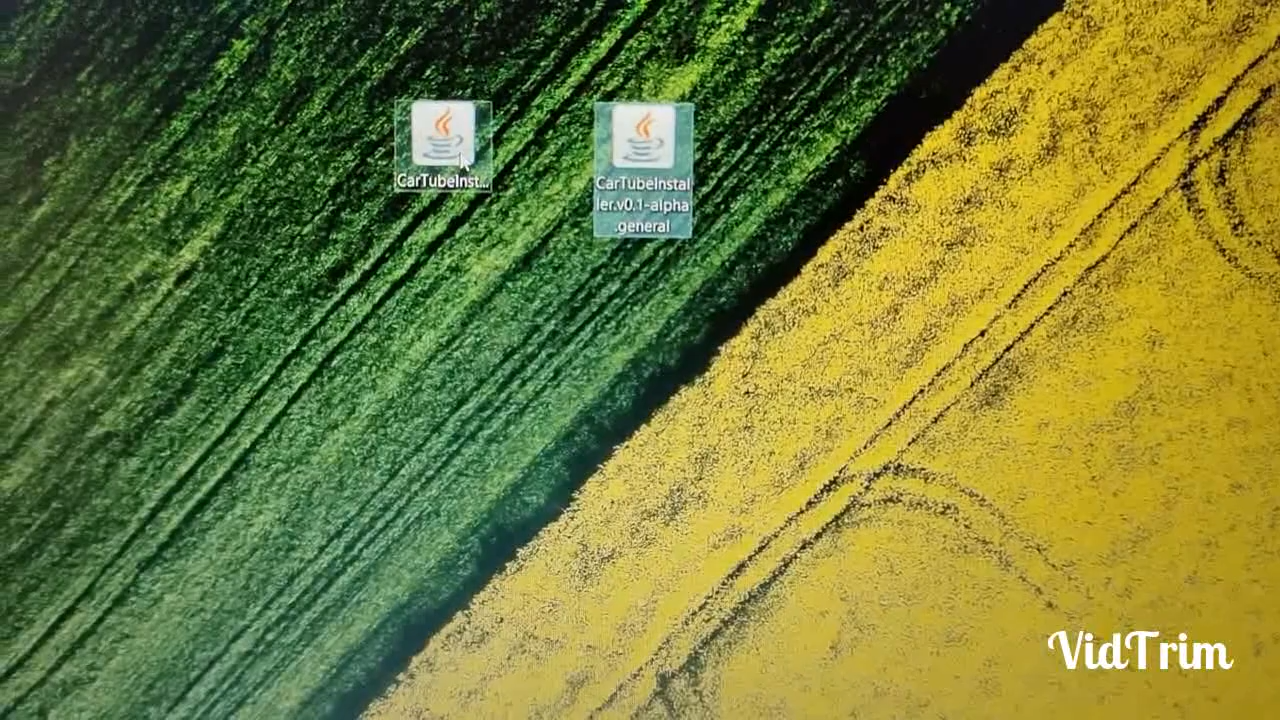 CarTubeInst...
CarTubeInstal
ler.v0.1-alpha
.general
VidTrim